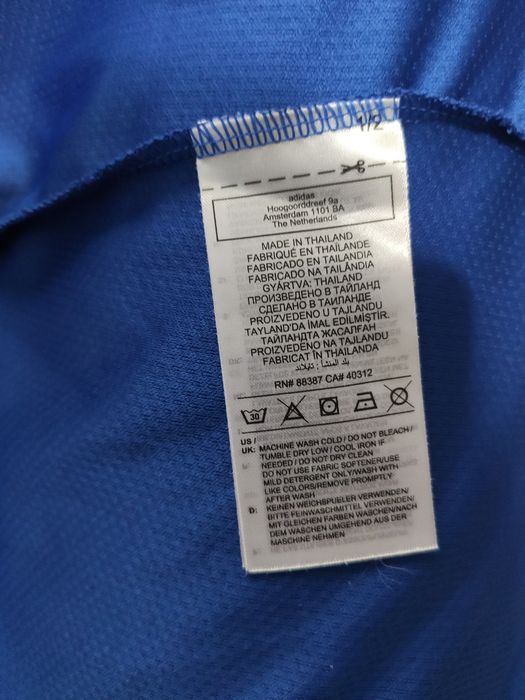 1/2
adidas
Hoogoorddreef 9a
Amsterdam 1101 BA
The Netherlands
MADE IN THAILAND
FABRIQUÉ EN THAÏLANDE
FABRICADO EN TAILANDIA
FABRICADO NA TAILÂNDIA
GYÁRTVA: THAILAND
ПРОИЗВЕДЕНО В ТАЙЛАНД
СДЕЛАНО В ТАИЛАНДЕ
PROIZVEDENO U TAJLANDU
TAYLAND'DA İMAL EDİLMİŞTİR.
ТАЙЛАНДТА ЖАСАЛҒАН
PROIZVEDENO NA TAJLANDU
FABRICAT ÎN THAILANDA
بلد المنشأ : تايلاند
RN# 88387 CA# 40312
30
US /
UK: MACHINE WASH COLD / DO NOT BLEACH /
TUMBLE DRY LOW / COOL IRON IF
NEEDED / DO NOT DRY CLEAN
DO NOT USE FABRIC SOFTENER/USE
MILD DETERGENT ONLY/WASH WITH
LIKE COLORS/REMOVE PROMPTLY
AFTER WASH
D: KEINEN WEICHSPUELER VERWENDEN/
BITTE FEINWASCHMITTEL VERWENDEN/
MIT GLEICHEN FARBEN WASCHEN/NACH
DEM WASCHEN UMGEHEND AUS DER
MASCHINE NEHMEN